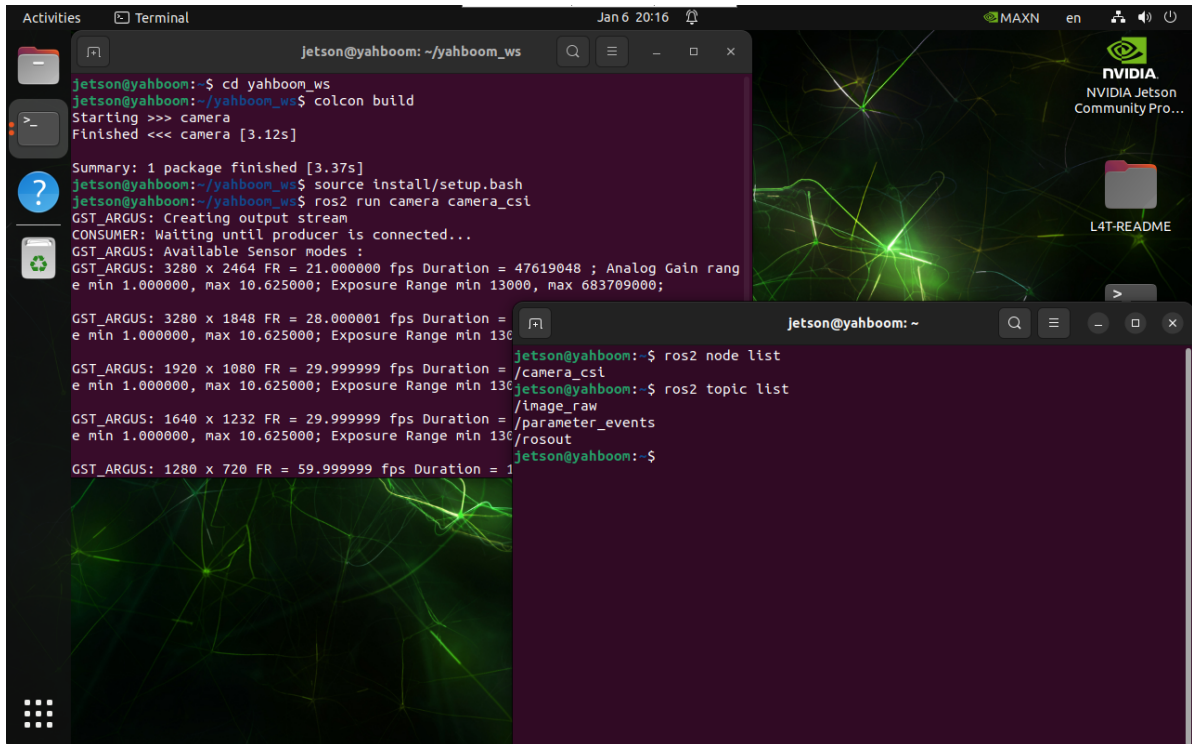 Activities
Terminal
Jan 6 20:16
MAXN
en
jetson@yahboom: ~/yahboom_ws
jetson@yahboom:~$ cd yahboom_ws
jetson@yahboom:~/yahboom_ws$ colcon build
Starting >>> camera
Finished <<< camera [3.12s]
Summary: 1 package finished [3.37s]
jetson@yahboom:~/yahboom_ws$ source install/setup.bash
jetson@yahboom:~/yahboom_ws$ ros2 run camera camera_csi
GST_ARGUS: Creating output stream
CONSUMER: Waiting until producer is connected...
GST_ARGUS: Available Sensor modes :
GST_ARGUS: 3280 x 2464 FR = 21.000000 fps Duration = 47619048 ; Analog Gain rang
e min 1.000000, max 10.625000; Exposure Range min 13000, max 683709000;
GST_ARGUS: 3280 x 1848 FR = 28.000001 fps Duration =
e min 1.000000, max 10.625000; Exposure Range min 130
GST_ARGUS: 1920 x 1080 FR = 29.999999 fps Duration =
e min 1.000000, max 10.625000; Exposure Range min 130
GST_ARGUS: 1640 x 1232 FR = 29.999999 fps Duration =
e min 1.000000, max 10.625000; Exposure Range min 130
GST_ARGUS: 1280 x 720 FR = 59.999999 fps Duration = 1
jetson@yahboom: ~
jetson@yahboom:~$ ros2 node list
/camera_csi
jetson@yahboom:~$ ros2 topic list
/image_raw
/parameter_events
/rosout
jetson@yahboom:~$
NVIDIA.
NVIDIA Jetson
Community Pro...
L4T-README